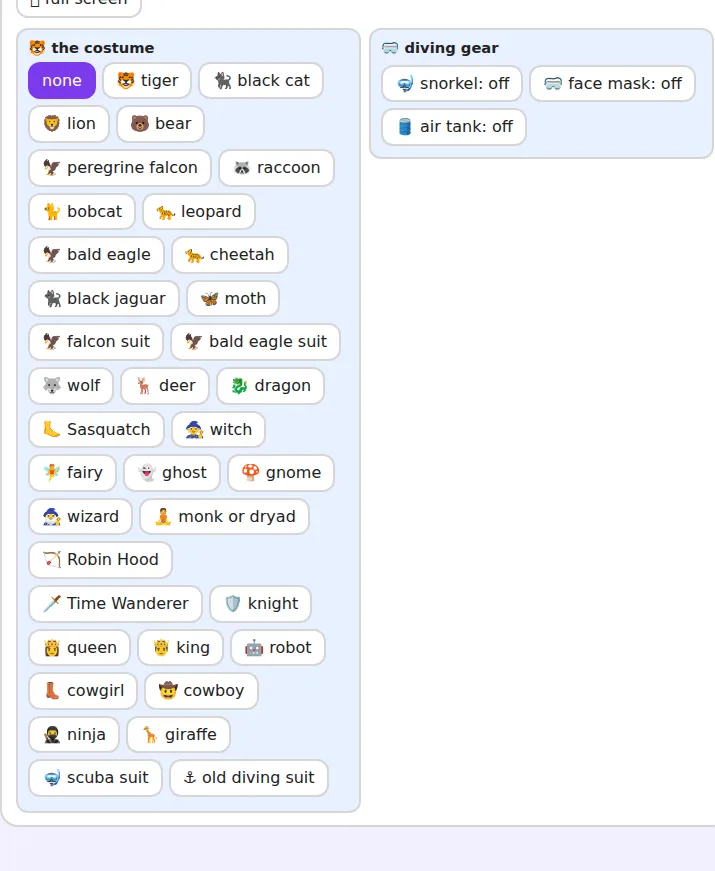 full screen
the costume
none tiger black cat
lion bear
peregrine falcon raccoon
bobcat leopard
bald eagle cheetah
black jaguar moth
falcon suit bald eagle suit
wolf deer dragon
Sasquatch witch
fairy ghost gnome
wizard monk or dryad
Robin Hood
Time Wanderer knight
queen king robot
cowgirl cowboy
ninja giraffe
scuba suit old diving suit
diving gear
snorkel: off face mask: off
air tank: off